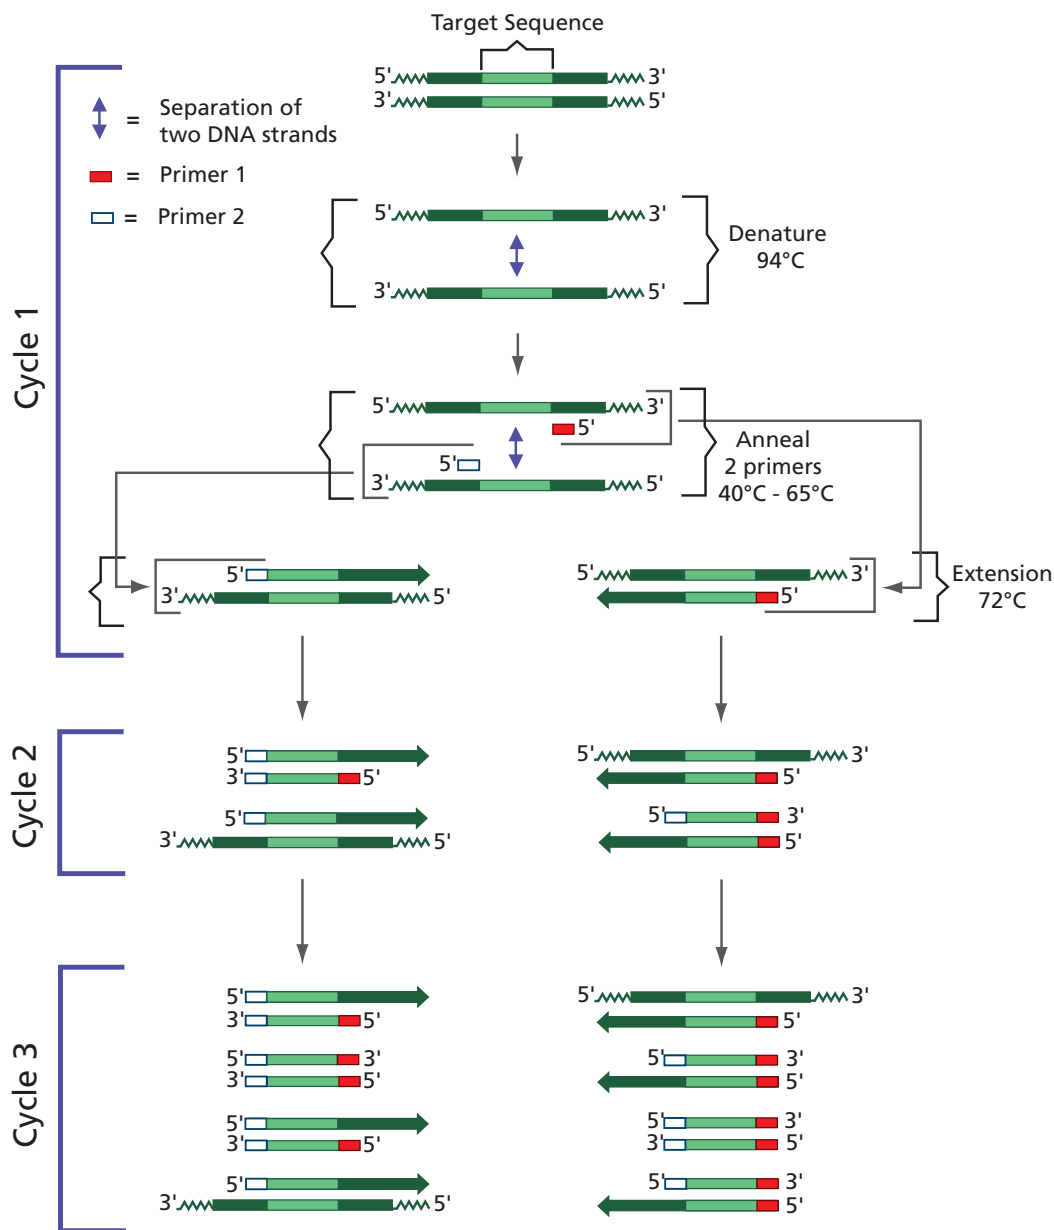 Target Sequence
5' 3'
3' 5'
= Separation of
two DNA strands
= Primer 1
= Primer 2
Cycle 1
5' 3'
Denature
94°C
3' 5'
5' 3'
5'
Anneal
2 primers
40°C - 65°C
5'
3' 5'
5' 5' 3'
3' 5' 5'
Extension
72°C
Cycle 2
5' 5' 3'
3' 5' 5'
5' 5' 3'
3' 5' 5'
Cycle 3
5' 5' 3'
3' 5' 5'
5' 3' 5' 3'
3' 5' 5'
5' 5' 3'
3' 5' 3' 5'
5' 5' 3'
3' 5' 5'